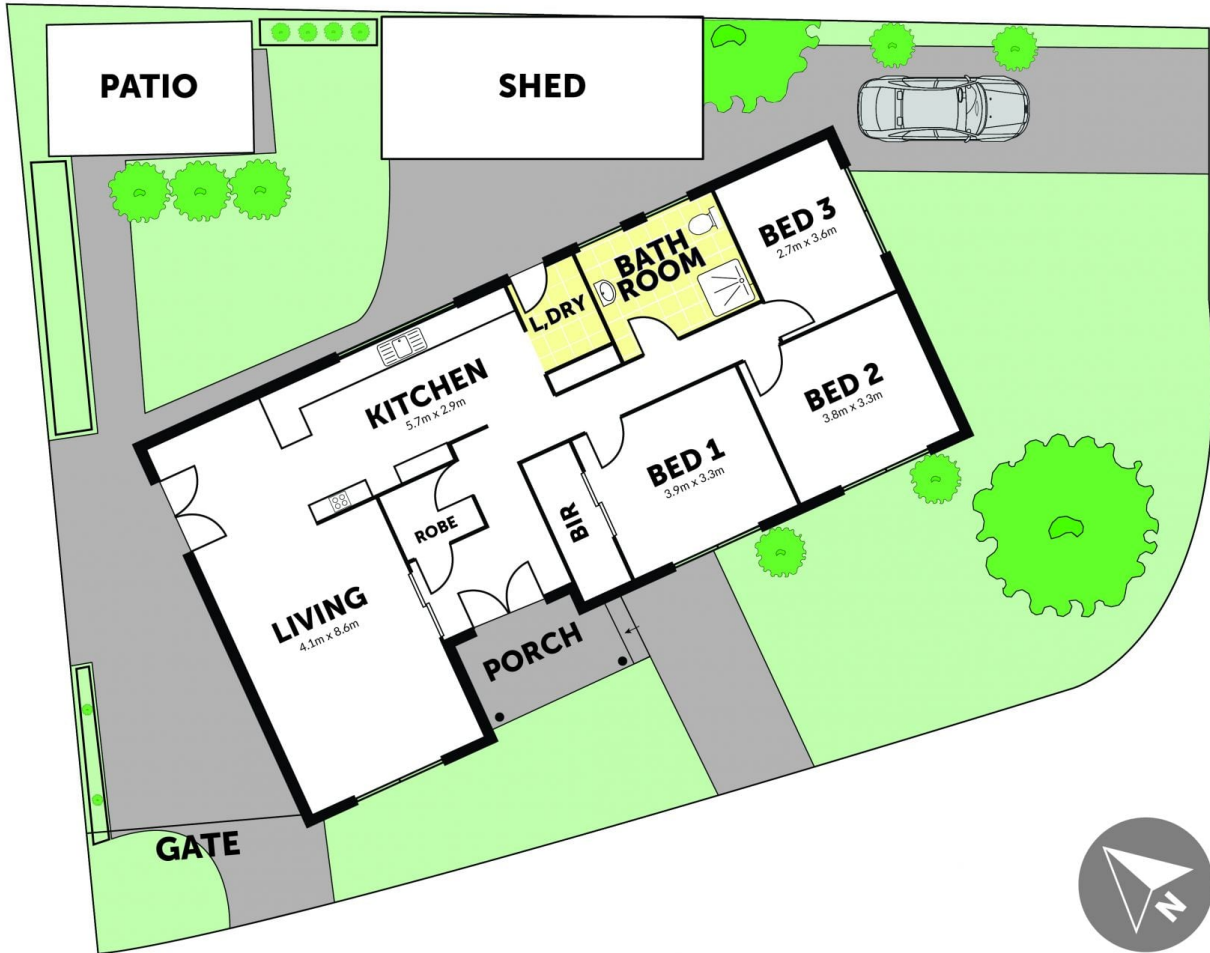 PATIO
SHED
BED 3
2.7m x 3.6m
BATH
ROOM
L,DRY
KITCHEN
5.7m x 2.9m
BED 2
3.8m x 3.3m
BED 1
3.9m x 3.3m
ROBE
BIR
LIVING
4.1m x 8.6m
PORCH
GATE
N